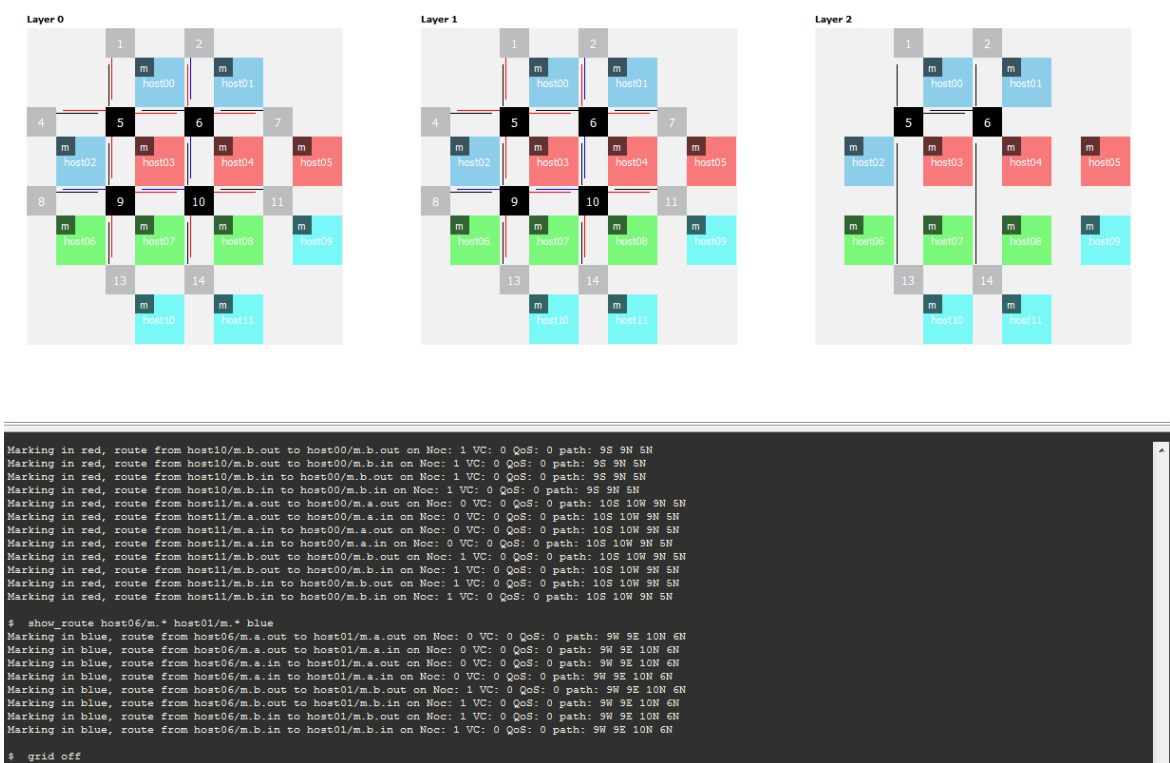 Layer 0 Layer 1 Layer 2
1 2 1 2 1 2
m m m m m m
host00 host01 host00 host01 host00 host01
4 5 6 7 4 5 6 7 5 6
m m m m m m m m m m m m
host02 host03 host04 host05 host02 host03 host04 host05 host02 host03 host04 host05
8 9 10 11 8 9 10 11
m m m m m m m m m m m m
host06 host07 host08 host09 host06 host07 host08 host09 host06 host07 host08 host09
13 14 13 14 13 14
m m m m m m
host10 host11 host10 host11 host10 host11
Marking in red, route from host10/m.b.out to host00/m.b.out on Noc: 1 VC: 0 QoS: 0 path: 9S 9N 5N
Marking in red, route from host10/m.b.out to host00/m.b.in on Noc: 1 VC: 0 QoS: 0 path: 9S 9N 5N
Marking in red, route from host10/m.b.in to host00/m.b.out on Noc: 1 VC: 0 QoS: 0 path: 9S 9N 5N
Marking in red, route from host10/m.b.in to host00/m.b.in on Noc: 1 VC: 0 QoS: 0 path: 9S 9N 5N
Marking in red, route from host11/m.a.out to host00/m.a.out on Noc: 0 VC: 0 QoS: 0 path: 10S 10W 9N 5N
Marking in red, route from host11/m.a.out to host00/m.a.in on Noc: 0 VC: 0 QoS: 0 path: 10S 10W 9N 5N
Marking in red, route from host11/m.a.in to host00/m.a.out on Noc: 0 VC: 0 QoS: 0 path: 10S 10W 9N 5N
Marking in red, route from host11/m.a.in to host00/m.a.in on Noc: 0 VC: 0 QoS: 0 path: 10S 10W 9N 5N
Marking in red, route from host11/m.b.out to host00/m.b.out on Noc: 1 VC: 0 QoS: 0 path: 10S 10W 9N 5N
Marking in red, route from host11/m.b.out to host00/m.b.in on Noc: 1 VC: 0 QoS: 0 path: 10S 10W 9N 5N
Marking in red, route from host11/m.b.in to host00/m.b.out on Noc: 1 VC: 0 QoS: 0 path: 10S 10W 9N 5N
Marking in red, route from host11/m.b.in to host00/m.b.in on Noc: 1 VC: 0 QoS: 0 path: 10S 10W 9N 5N
$ show_route host06/m.* host01/m.* blue
Marking in blue, route from host06/m.a.out to host01/m.a.out on Noc: 0 VC: 0 QoS: 0 path: 9W 9E 10N 6N
Marking in blue, route from host06/m.a.out to host01/m.a.in on Noc: 0 VC: 0 QoS: 0 path: 9W 9E 10N 6N
Marking in blue, route from host06/m.a.in to host01/m.a.out on Noc: 0 VC: 0 QoS: 0 path: 9W 9E 10N 6N
Marking in blue, route from host06/m.a.in to host01/m.a.in on Noc: 0 VC: 0 QoS: 0 path: 9W 9E 10N 6N
Marking in blue, route from host06/m.b.out to host01/m.b.out on Noc: 1 VC: 0 QoS: 0 path: 9W 9E 10N 6N
Marking in blue, route from host06/m.b.out to host01/m.b.in on Noc: 1 VC: 0 QoS: 0 path: 9W 9E 10N 6N
Marking in blue, route from host06/m.b.in to host01/m.b.out on Noc: 1 VC: 0 QoS: 0 path: 9W 9E 10N 6N
Marking in blue, route from host06/m.b.in to host01/m.b.in on Noc: 1 VC: 0 QoS: 0 path: 9W 9E 10N 6N
$ grid off